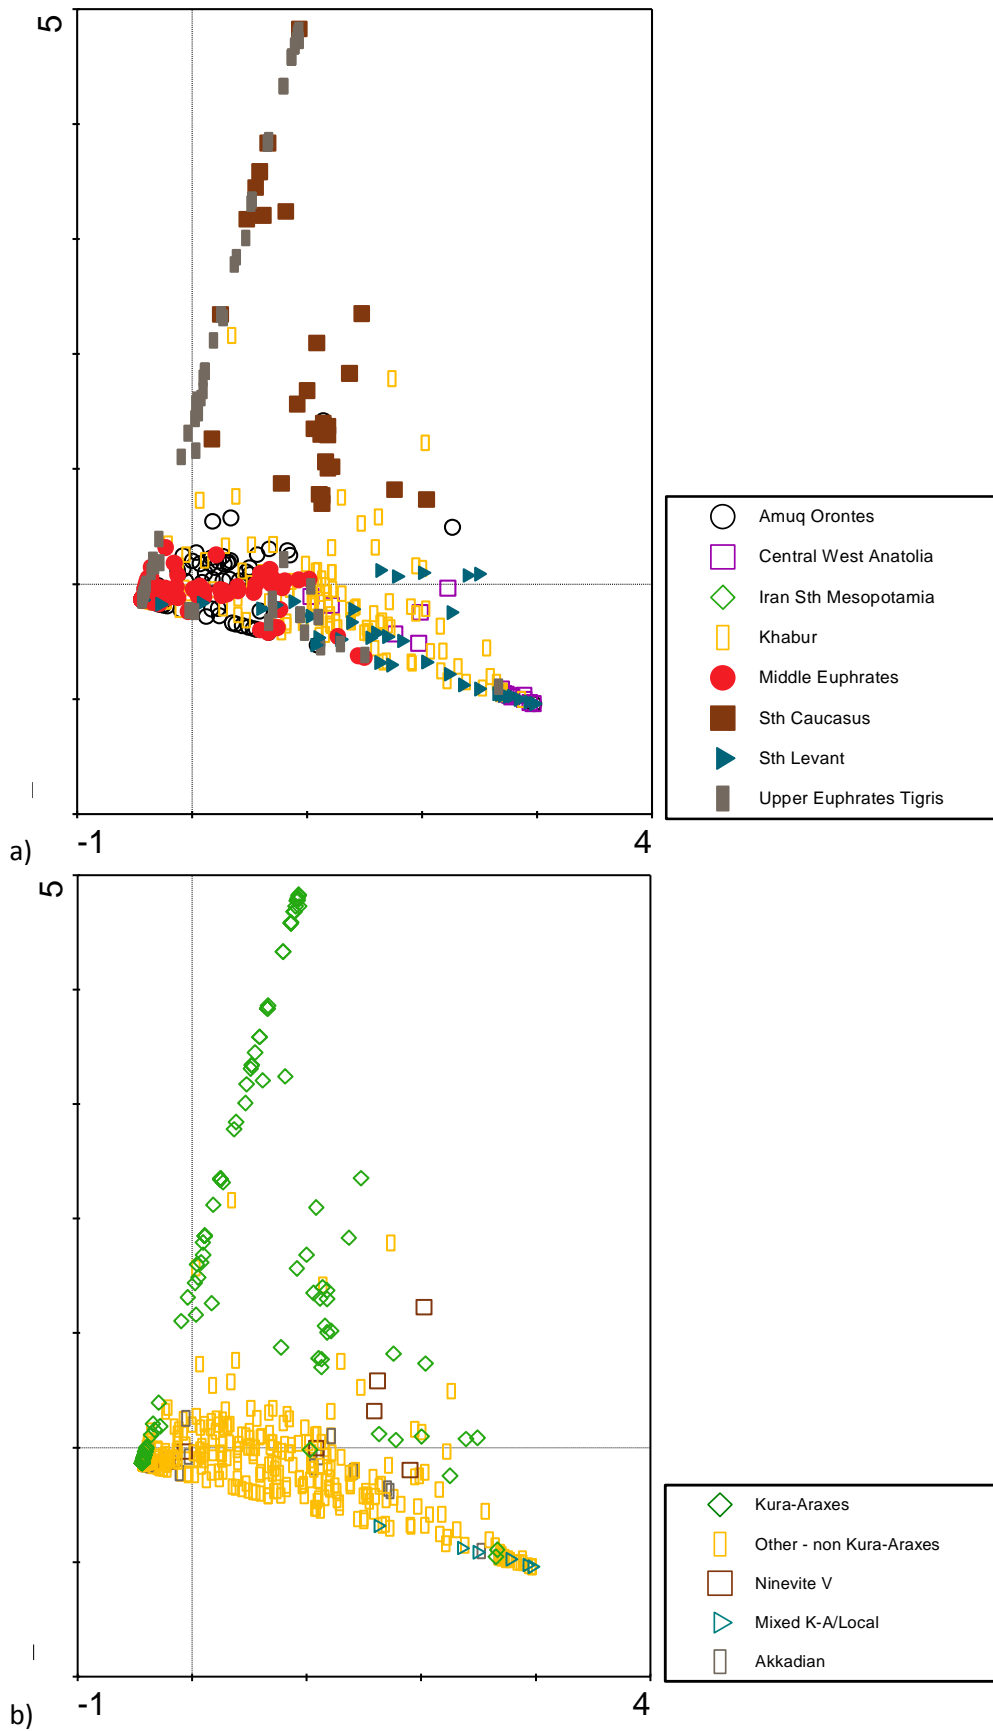 5
Amuq Orontes
Central West Anatolia
Iran Sth Mesopotamia
Khabur
Middle Euphrates
Sth Caucasus
Sth Levant
Upper Euphrates Tigris
-1
4
a)
5
Kura-Araxes
Other - non Kura-Araxes
Ninevite V
Mixed K-A/Local
Akkadian
-1
4
b)